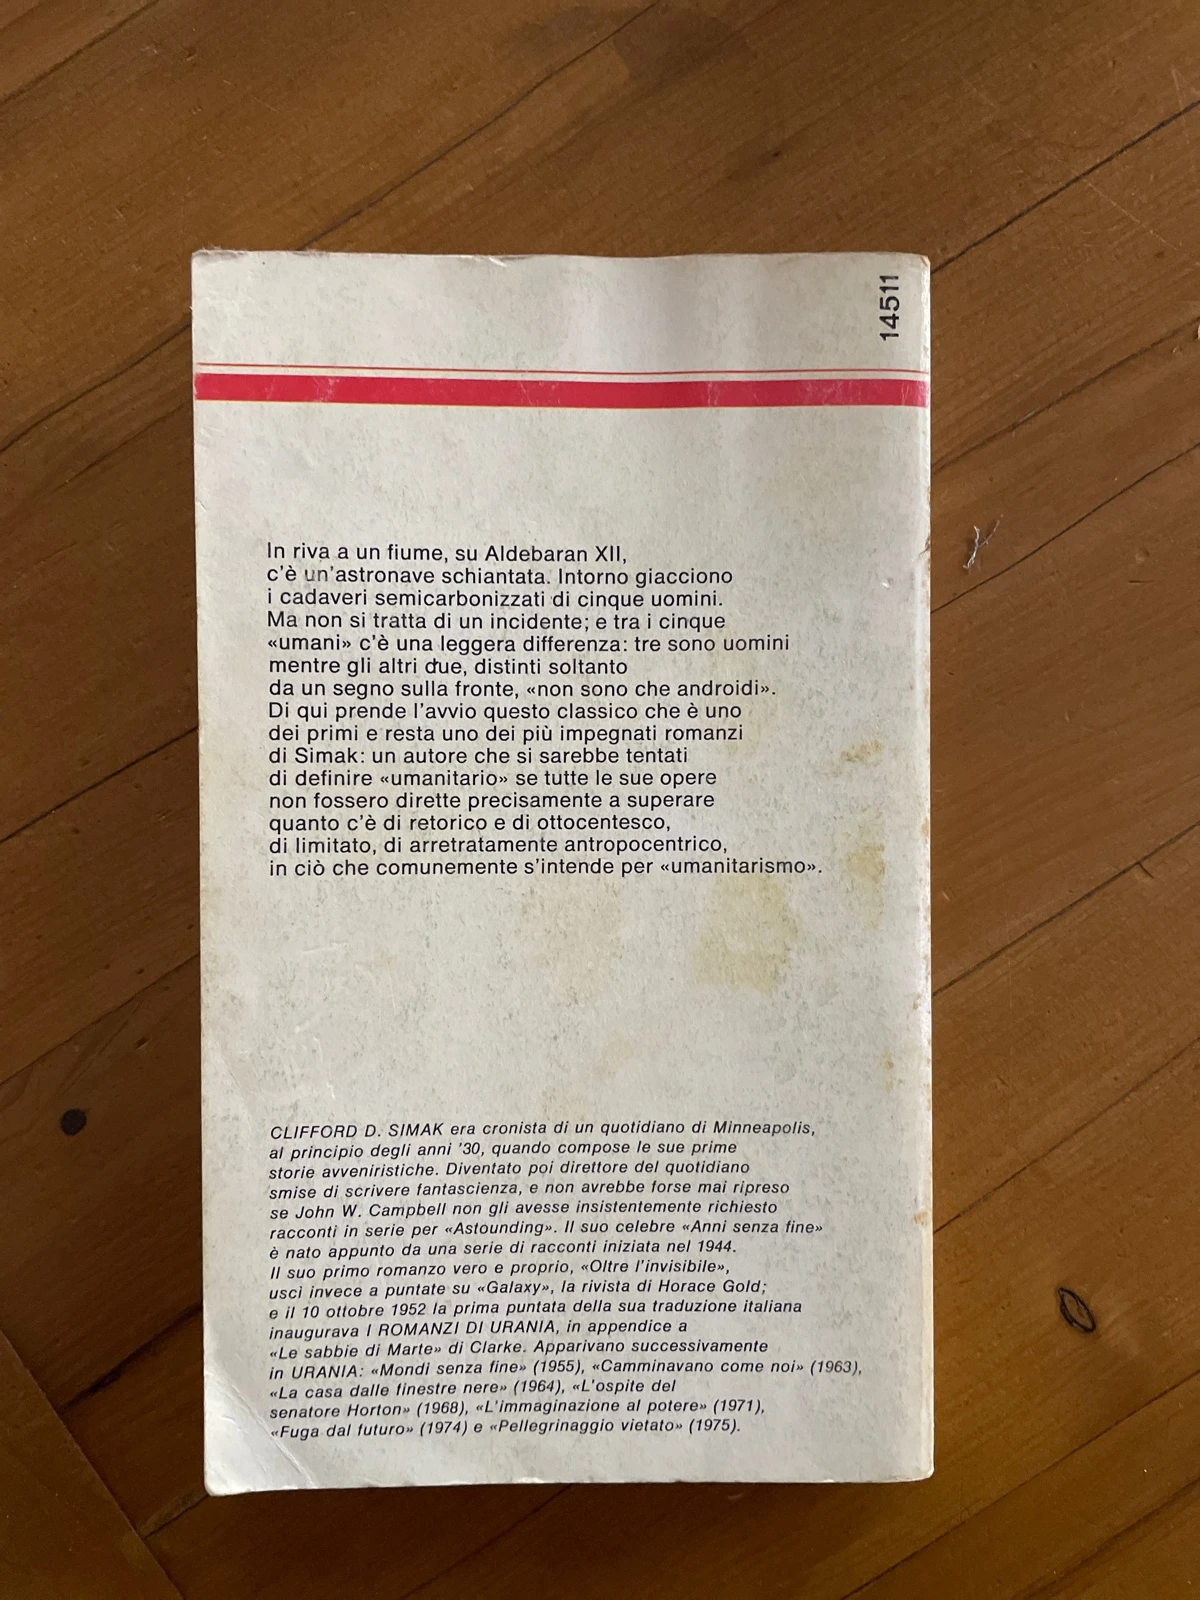 14511
In riva a un fiume, su Aldebaran XII,
c'è un'astronave schiantata. Intorno giacciono
i cadaveri semicarbonizzati di cinque uomini.
Ma non si tratta di un incidente; e tra i cinque
«umani» c'è una leggera differenza: tre sono uomini
mentre gli altri due, distinti soltanto
da un segno sulla fronte, «non sono che androidi».
Di qui prende l'avvio questo classico che è uno
dei primi e resta uno dei più impegnati romanzi
di Simak: un autore che si sarebbe tentati
di definire «umanitario» se tutte le sue opere
non fossero dirette precisamente a superare
quanto c'è di retorico e di ottocentesco,
di limitato, di arretratamente antropocentrico,
in ciò che comunemente s'intende per «umanitarismo».
CLIFFORD D. SIMAK era cronista di un quotidiano di Minneapolis,
al principio degli anni '30, quando compose le sue prime
storie avveniristiche. Diventato poi direttore del quotidiano
smise di scrivere fantascienza, e non avrebbe forse mai ripreso
se John W. Campbell non gli avesse insistentemente richiesto
racconti in serie per «Astounding». Il suo celebre «Anni senza fine»
è nato appunto da una serie di racconti iniziata nel 1944.
Il suo primo romanzo vero e proprio, «Oltre l'invisibile»,
usci invece a puntate su «Galaxy», la rivista di Horace Gold;
e il 10 ottobre 1952 la prima puntata della sua traduzione italiana
inaugurava I ROMANZI DI URANIA, in appendice a
«Le sabbie di Marte» di Clarke. Apparivano successivamente
in URANIA: «Mondi senza fine» (1955), «Camminavano come noi» (1963),
«La casa dalle finestre nere» (1964), «L'ospite del
senatore Horton» (1968), «L'immaginazione al potere» (1971),
«Fuga dal futuro» (1974) e «Pellegrinaggio vietato» (1975).